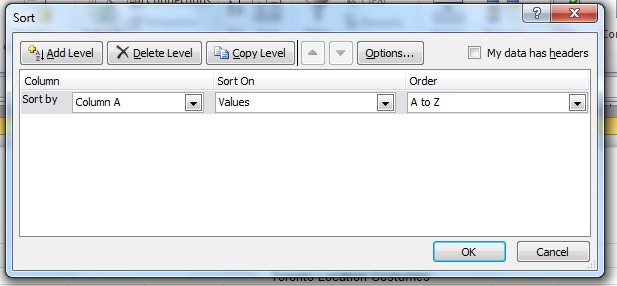 Sort
Add Level Delete Level Copy Level Options... My data has headers
Column Sort On Order
Sort by Column A Values A to Z
OK Cancel
Toronto Location Costumes